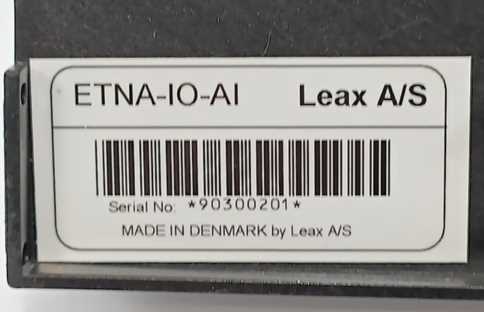 ETNA-IO-AI Leax A/S
Serial No: *90300201*
MADE IN DENMARK by Leax A/S